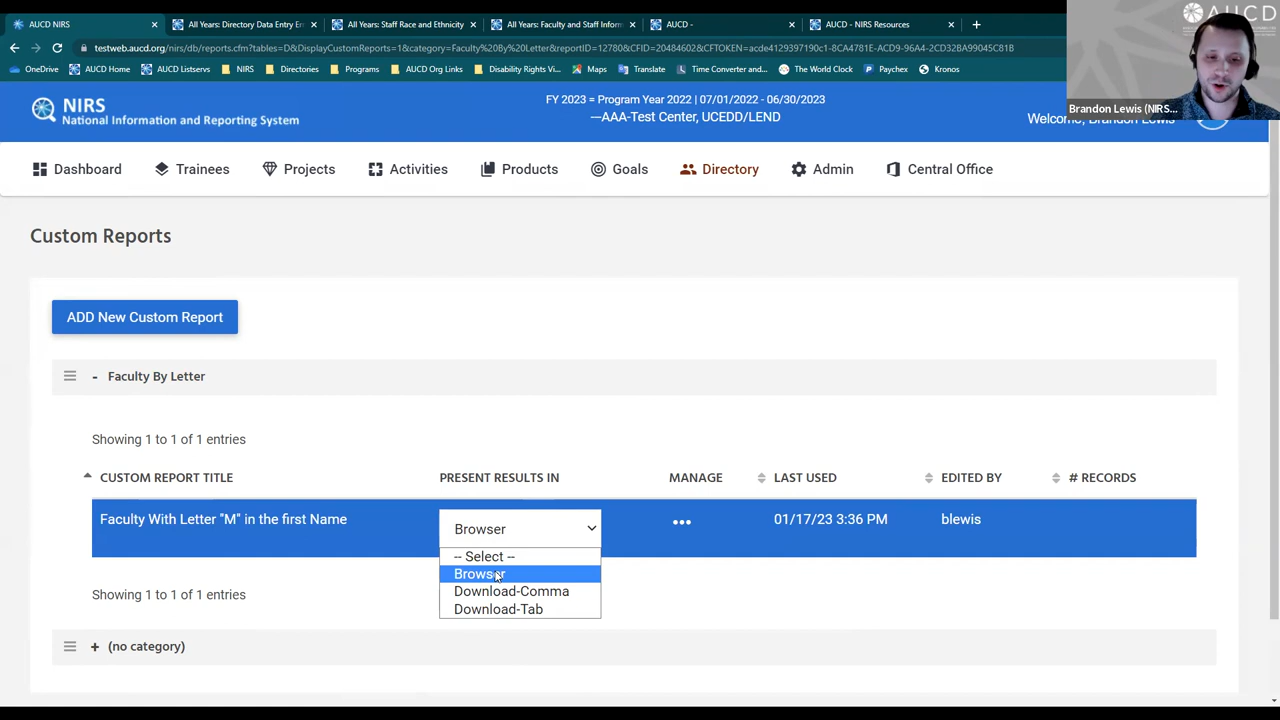 AUCD NIRS
All Years: Directory Data Entry Er
All Years: Staff Race and Ethnicity
All Years: Faculty and Staff Inform
AUCD -
AUCD - NIRS Resources
AUCD
testweb.aucd.org/nirs/db/reports.cfm?tables=D&DisplayCustomReports=1&category=Faculty%20By%20Letter&reportID=12780&CFID=20484602&CFTOKEN=acde4129397190c1-8CA4781E-ACD9-96A4-2CD32BA99045C81B
OneDrive
AUCD Home
AUCD Listservs
NIRS
Directories
Programs
AUCD Org Links
Disability Rights Vi...
Maps
Translate
Time Converter and...
The World Clock
Paychex
Kronos
Brandon Lewis (NIRS...
NIRS
National Information and Reporting System
FY 2023 = Program Year 2022 | 07/01/2022 - 06/30/2023
—AAA-Test Center, UCEDD/LEND
Welcome, Brandon Lewis
Dashboard
Trainees
Projects
Activities
Products
Goals
Directory
Admin
Central Office
Custom Reports
ADD New Custom Report
- Faculty By Letter
Showing 1 to 1 of 1 entries
CUSTOM REPORT TITLE
PRESENT RESULTS IN
MANAGE
LAST USED
EDITED BY
# RECORDS
Faculty With Letter "M" in the first Name
Browser
01/17/23 3:36 PM
blewis
-- Select --
Browser
Download-Comma
Download-Tab
Showing 1 to 1 of 1 entries
+ (no category)